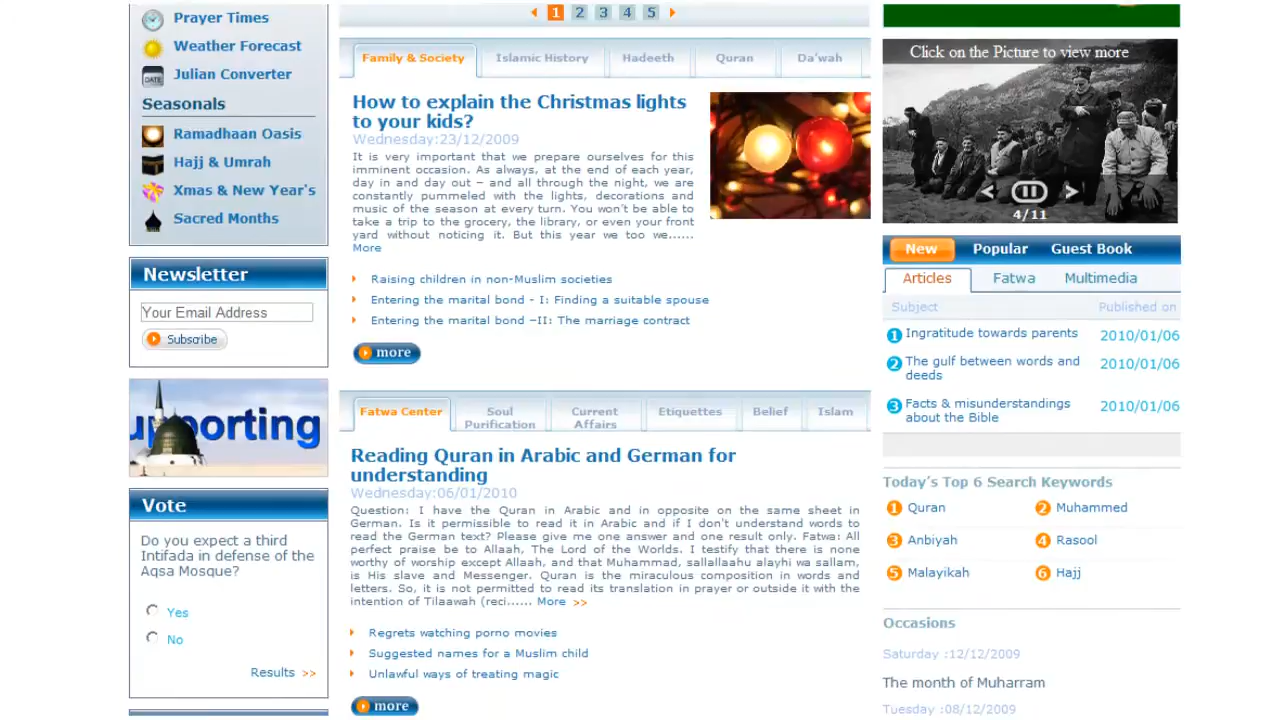 Prayer Times
Weather Forecast
DATE
Julian Converter
Seasonals
Ramadhaan Oasis
Hajj & Umrah
Xmas & New Year's
Sacred Months
Newsletter
Your Email Address
Subscribe
upporting
Vote
Do you expect a third
Intifada in defense of the
Aqsa Mosque?
Yes
No
Results >>
1 2 3 4 5
Family & Society Islamic History Hadeeth Quran Da'wah
How to explain the Christmas lights
to your kids?
Wednesday:23/12/2009
It is very important that we prepare ourselves for this
imminent occasion. As always, at the end of each year,
day in and day out – and all through the night, we are
constantly pummeled with the lights, decorations and
music of the season at every turn. You won't be able to
take a trip to the grocery, the library, or even your front
yard without noticing it. But this year we too we......
More
Raising children in non-Muslim societies
Entering the marital bond - I: Finding a suitable spouse
Entering the marital bond –II: The marriage contract
more
Fatwa Center Soul Purification Current Affairs Etiquettes Belief Islam
Reading Quran in Arabic and German for
understanding
Wednesday:06/01/2010
Question: I have the Quran in Arabic and in opposite on the same sheet in
German. Is it permissible to read it in Arabic and if I don't understand words to
read the German text? Please give me one answer and one result only. Fatwa: All
perfect praise be to Allaah, The Lord of the Worlds. I testify that there is none
worthy of worship except Allaah, and that Muhammad, sallallaahu alayhi wa sallam,
is His slave and Messenger. Quran is the miraculous composition in words and
letters. So, it is not permitted to read its translation in prayer or outside it with the
intention of Tilaawah (reci...... More >>
Regrets watching porno movies
Suggested names for a Muslim child
Unlawful ways of treating magic
more
Click on the Picture to view more
4/11
New Popular Guest Book
Articles Fatwa Multimedia
Subject Published on
1 Ingratitude towards parents 2010/01/06
2 The gulf between words and 2010/01/06
deeds
3 Facts & misunderstandings 2010/01/06
about the Bible
Today's Top 6 Search Keywords
1 Quran 2 Muhammed
3 Anbiyah 4 Rasool
5 Malayikah 6 Hajj
Occasions
Saturday :12/12/2009
The month of Muharram
Tuesday :08/12/2009